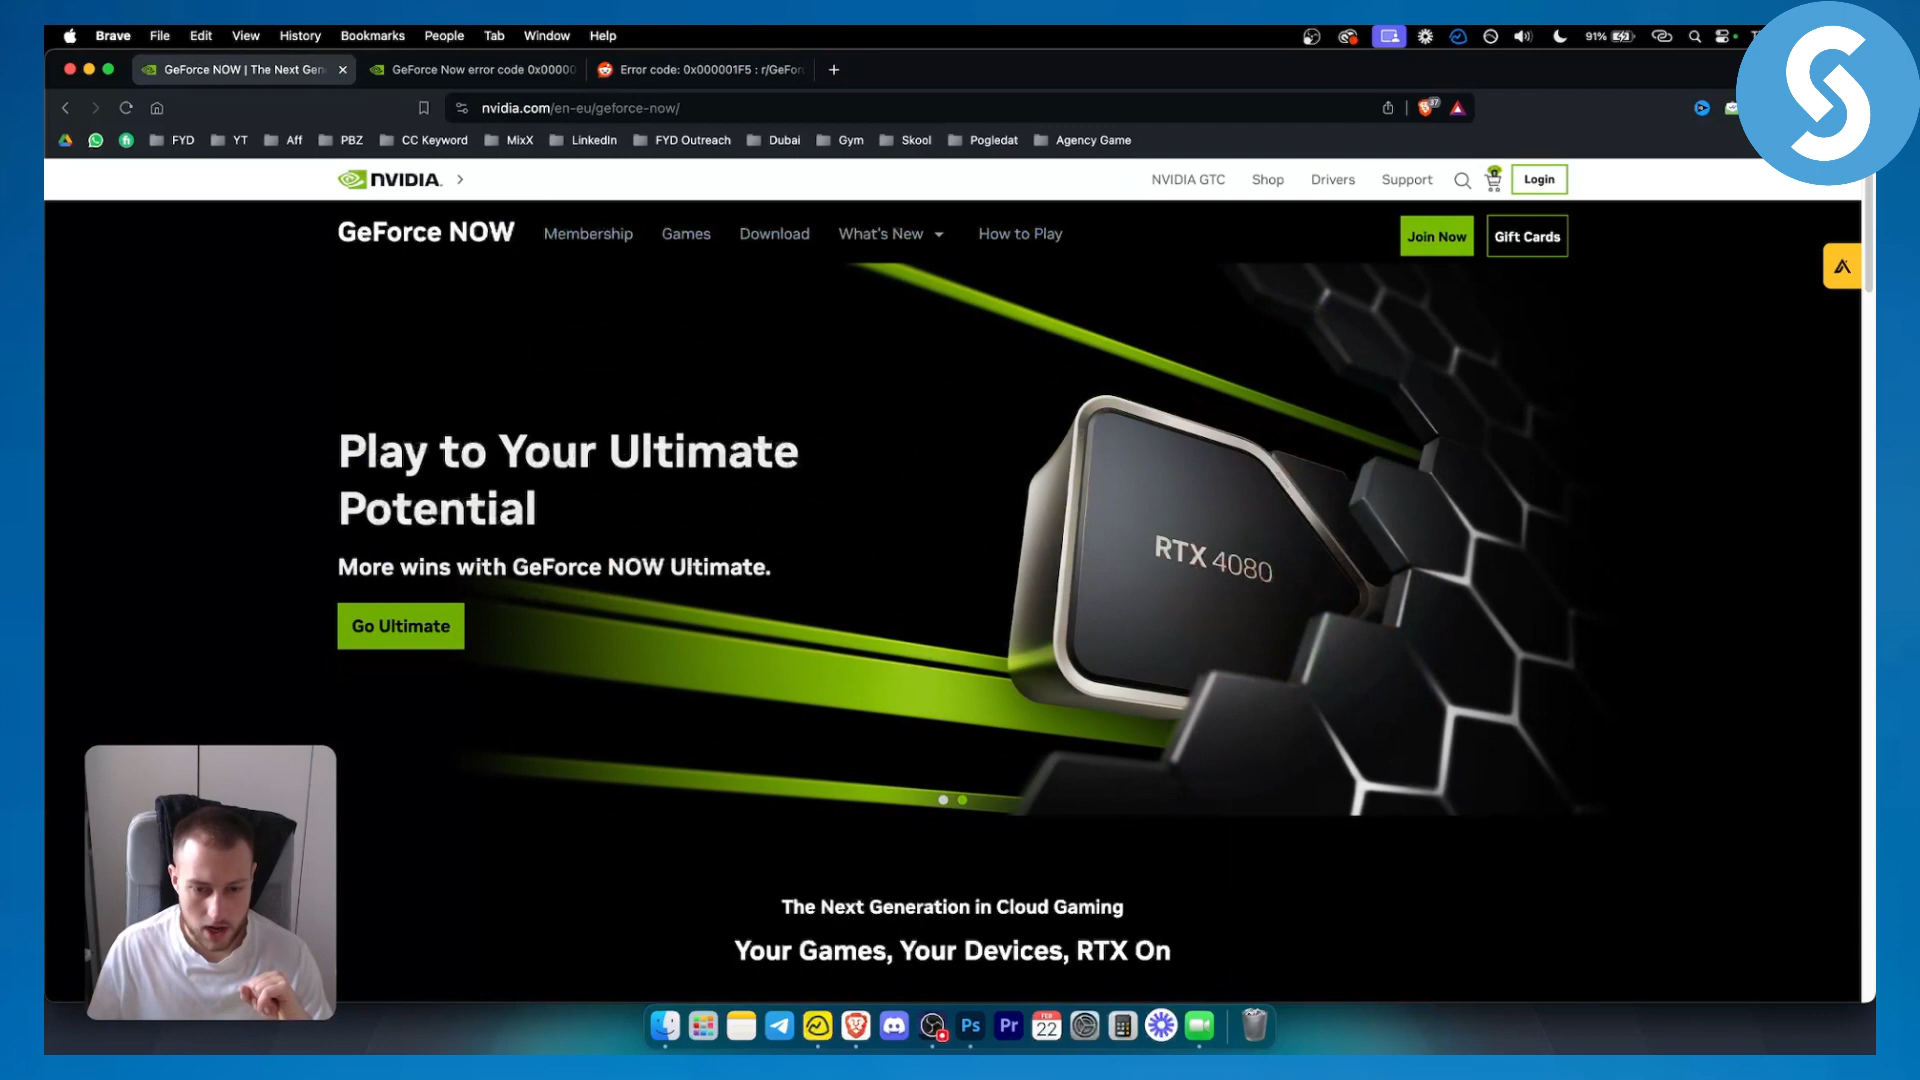 Brave File Edit View History Bookmarks People Tab Window Help 91%
GeForce NOW | The Next Gen GeForce Now error code 0x00000 Error code: 0x000001F5 : r/GeFor
nvidia.com/en-eu/geforce-now/ 37
FYD YT Aff PBZ CC Keyword MixX LinkedIn FYD Outreach Dubai Gym Skool Pogledat Agency Game
NVIDIA NVIDIA GTC Shop Drivers Support Login
GeForce NOW Membership Games Download What's New How to Play Join Now Gift Cards
Play to Your Ultimate
Potential
RTX 4080
More wins with GeForce NOW Ultimate.
Go Ultimate
The Next Generation in Cloud Gaming
Your Games, Your Devices, RTX On
Ps Pr FEB 22